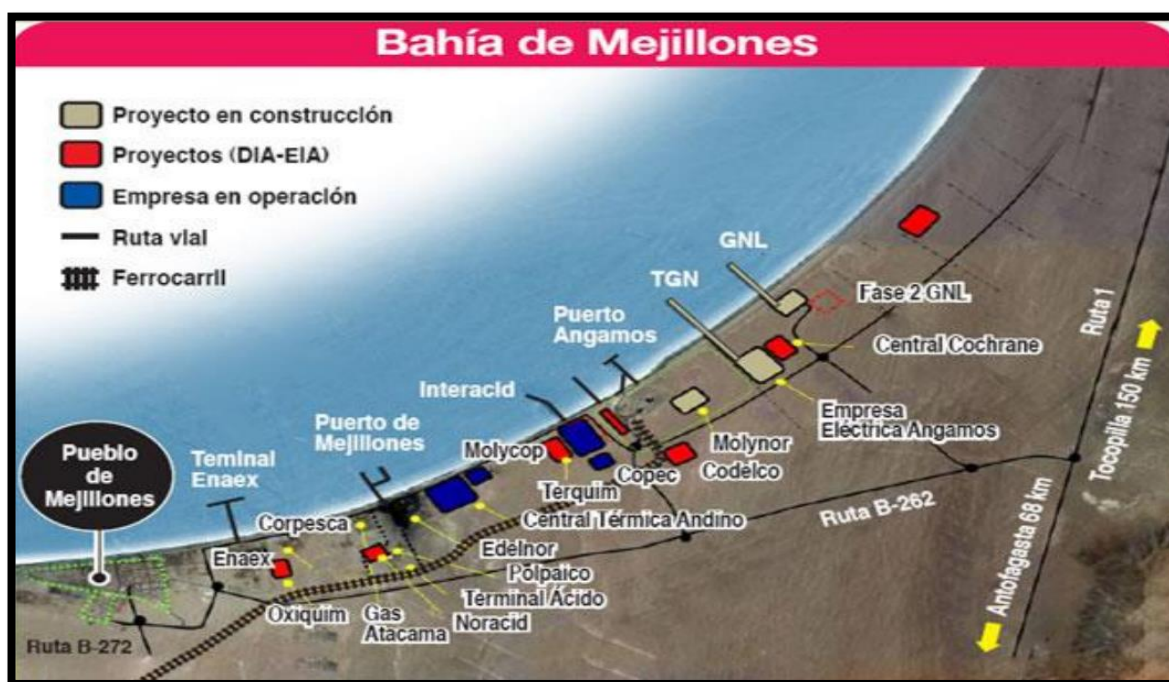 Bahía de Mejillones
Proyecto en construcción
Proyectos (DIA-EIA)
Empresa en operación
Ruta vial
Ferrocarril
GNL
TGN
Fase 2 GNL
Puerto
Angamos
Central Cochrane
Ruta 1
Tocopilla 150 km
Interacid
Empresa
Eléctrica Angamos
Puerto de
Mejillones
Molycop
Molynor
Codelco
Copec
Pueblo
de
Mejillones
Teminal
Enaex
Terquim
Central Térmica Andino
Ruta B-262
Antofagasta 68 km
Corpesca
Edelnor
Enaex
Polpaico
Terminal Ácido
Oxiquim
Gas
Atacama
Noracid
Ruta B-272